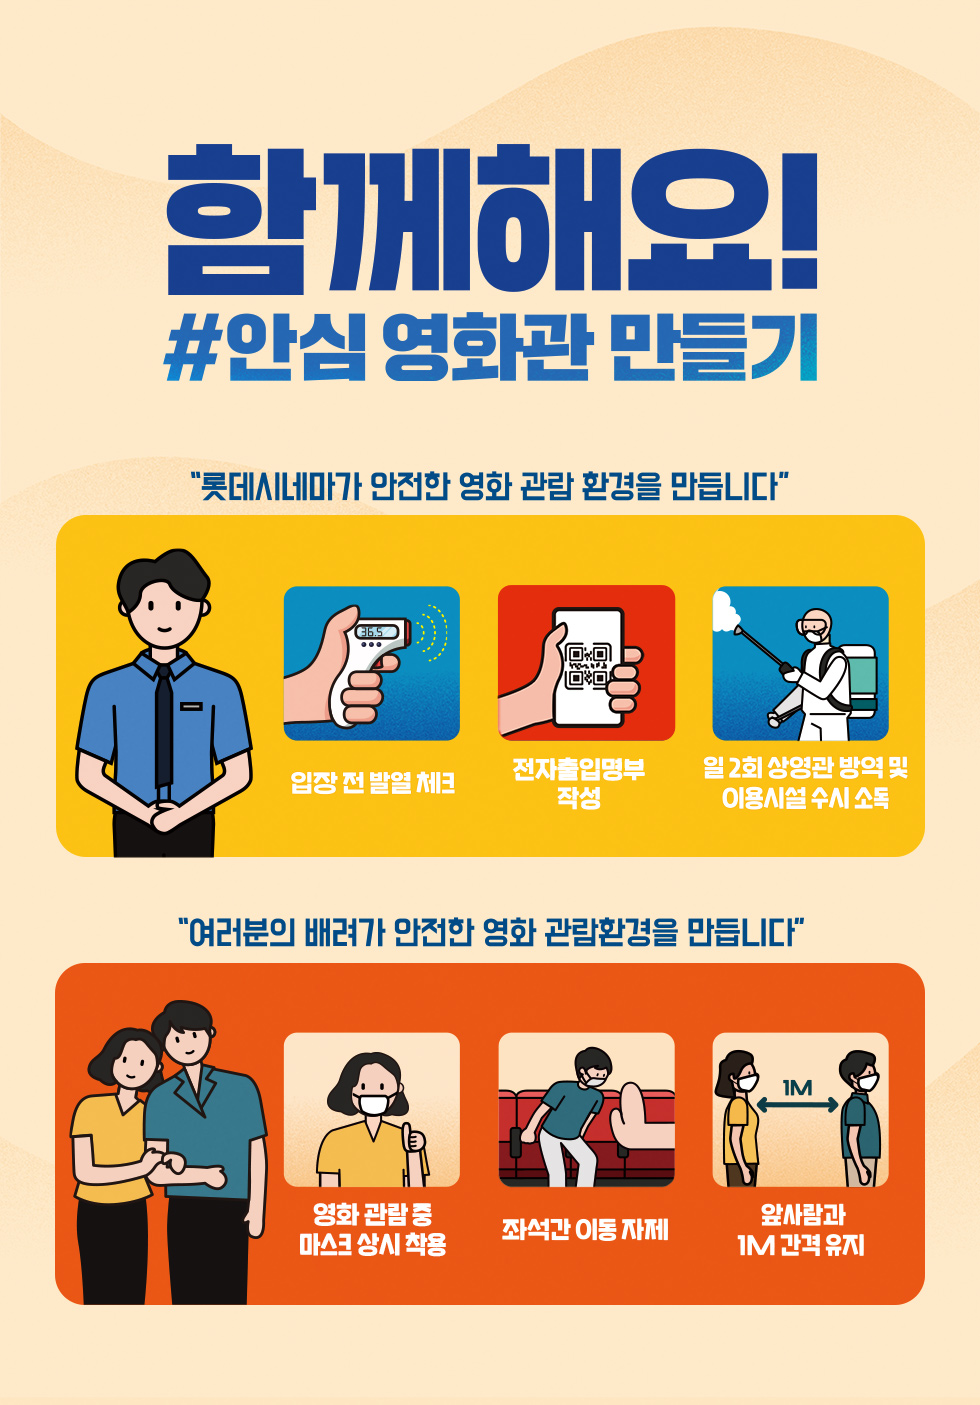 함께해요!
#안심 영화관 만들기
“롯데시네마가 안전한 영화 관람 환경을 만듭니다”
36.5
입장 전 발열 체크
전자출입명부
작성
일 2회 상영관 방역 및
이용시설 수시 소독
“여러분의 배려가 안전한 영화 관람환경을 만듭니다”
1M
영화 관람 중
마스크 상시 착용
좌석간 이동 자제
앞사람과
1M 간격 유지